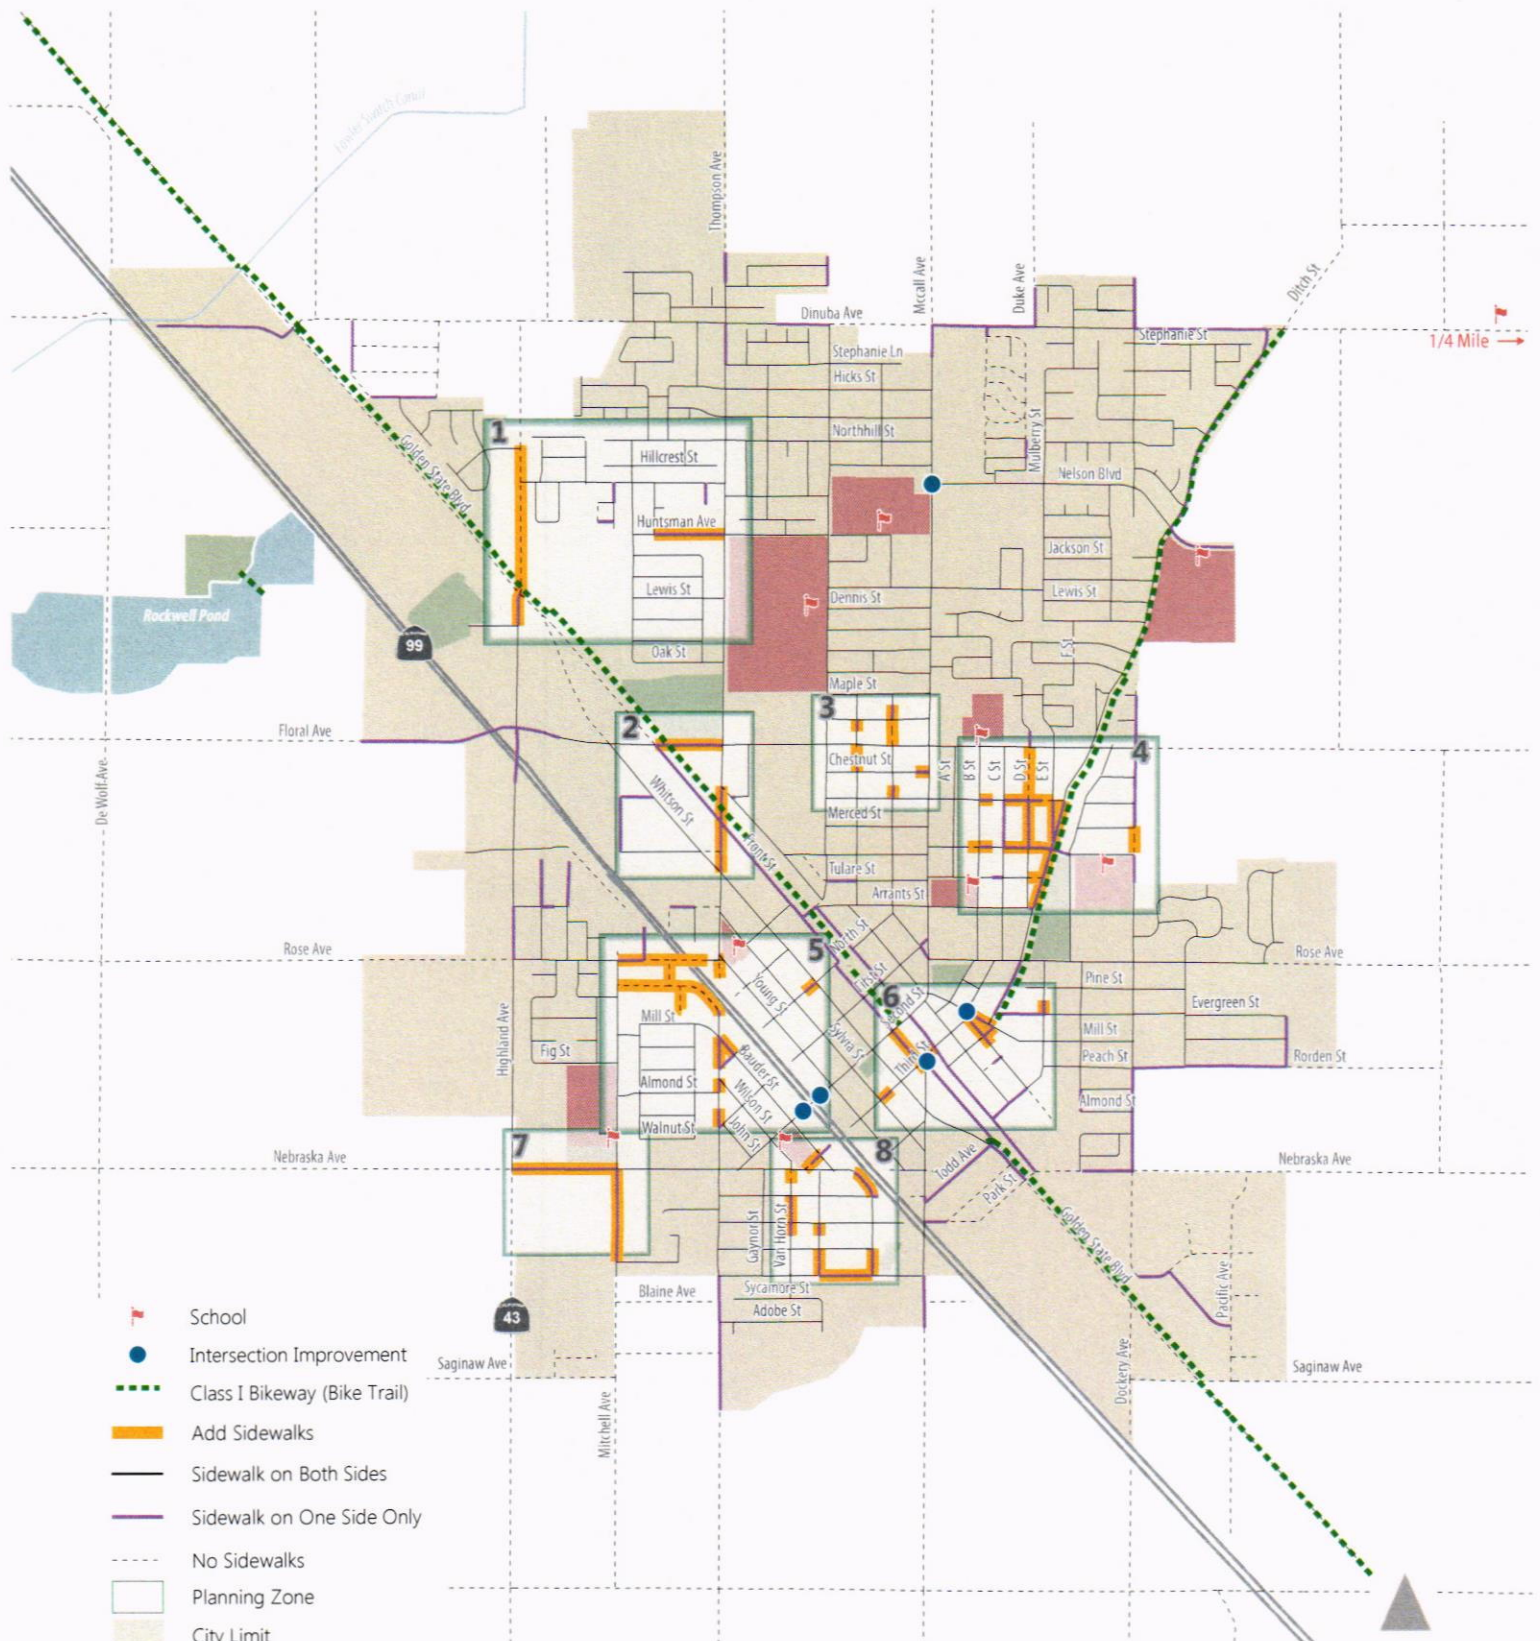 Fowler Switch Canal
Thompson Ave
Mccall Ave
Duke Ave
Ditch St
Dinuba Ave
Stephanie St
1/4 Mile
Stephanie Ln
Hicks St
Northhill St
Mulberry St
1
Hillcrest St
Nelson Blvd
Golden State Blvd
Huntsman Ave
Jackson St
Lewis St
Dennis St
Lewis St
Rockwell Pond
99
Oak St
F St
Maple St
3
2
Floral Ave
4
Chestnut St
A St
B St
C St
D St
E St
De Wolf Ave
Whitson St
Merced St
Front St
Tulare St
Arrants St
North St
5
Rose Ave
Rose Ave
First St
Pine St
Young St
6
Second St
Evergreen St
Highland Ave
Mill St
Mill St
Sylvia St
Fig St
Third St
Peach St
Rorden St
Bauder St
Almond St
Wilson St
Almond St
Walnut St
John St
7
8
Nebraska Ave
Todd Ave
Nebraska Ave
Park St
Gaynor St
Van Horn St
Golden State Blvd
Pacific Ave
Blaine Ave
Sycamore St
Adobe St
43
Saginaw Ave
Saginaw Ave
Dockery Ave
Mitchell Ave
School
Intersection Improvement
Class I Bikeway (Bike Trail)
Add Sidewalks
Sidewalk on Both Sides
Sidewalk on One Side Only
No Sidewalks
Planning Zone
City Limit